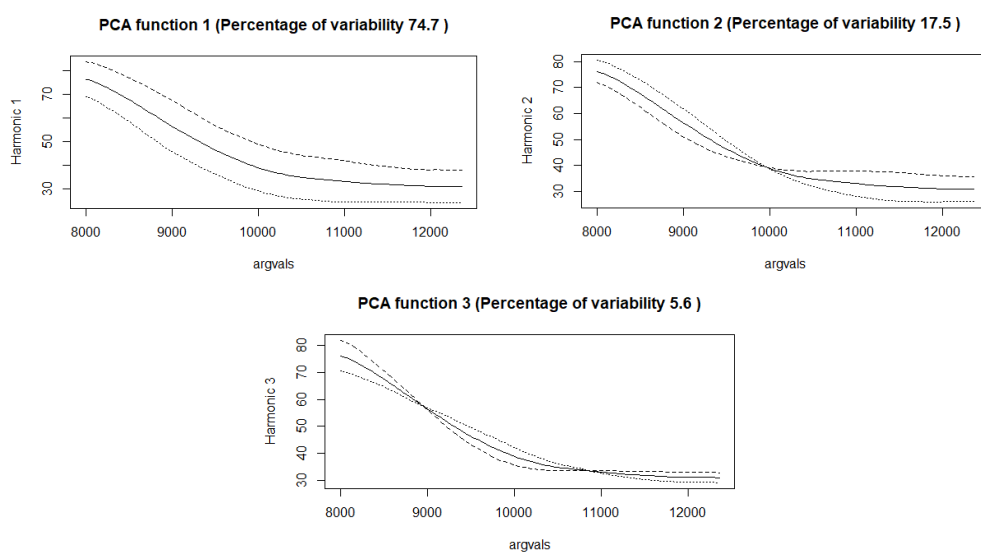 PCA function 1 (Percentage of variability 74.7 )
Harmonic 1
70
50
30
8000 9000 10000 11000 12000
argvals
PCA function 2 (Percentage of variability 17.5 )
Harmonic 2
80
70
60
50
40
30
8000 9000 10000 11000 12000
argvals
PCA function 3 (Percentage of variability 5.6 )
Harmonic 3
80
70
60
50
40
30
8000 9000 10000 11000 12000
argvals